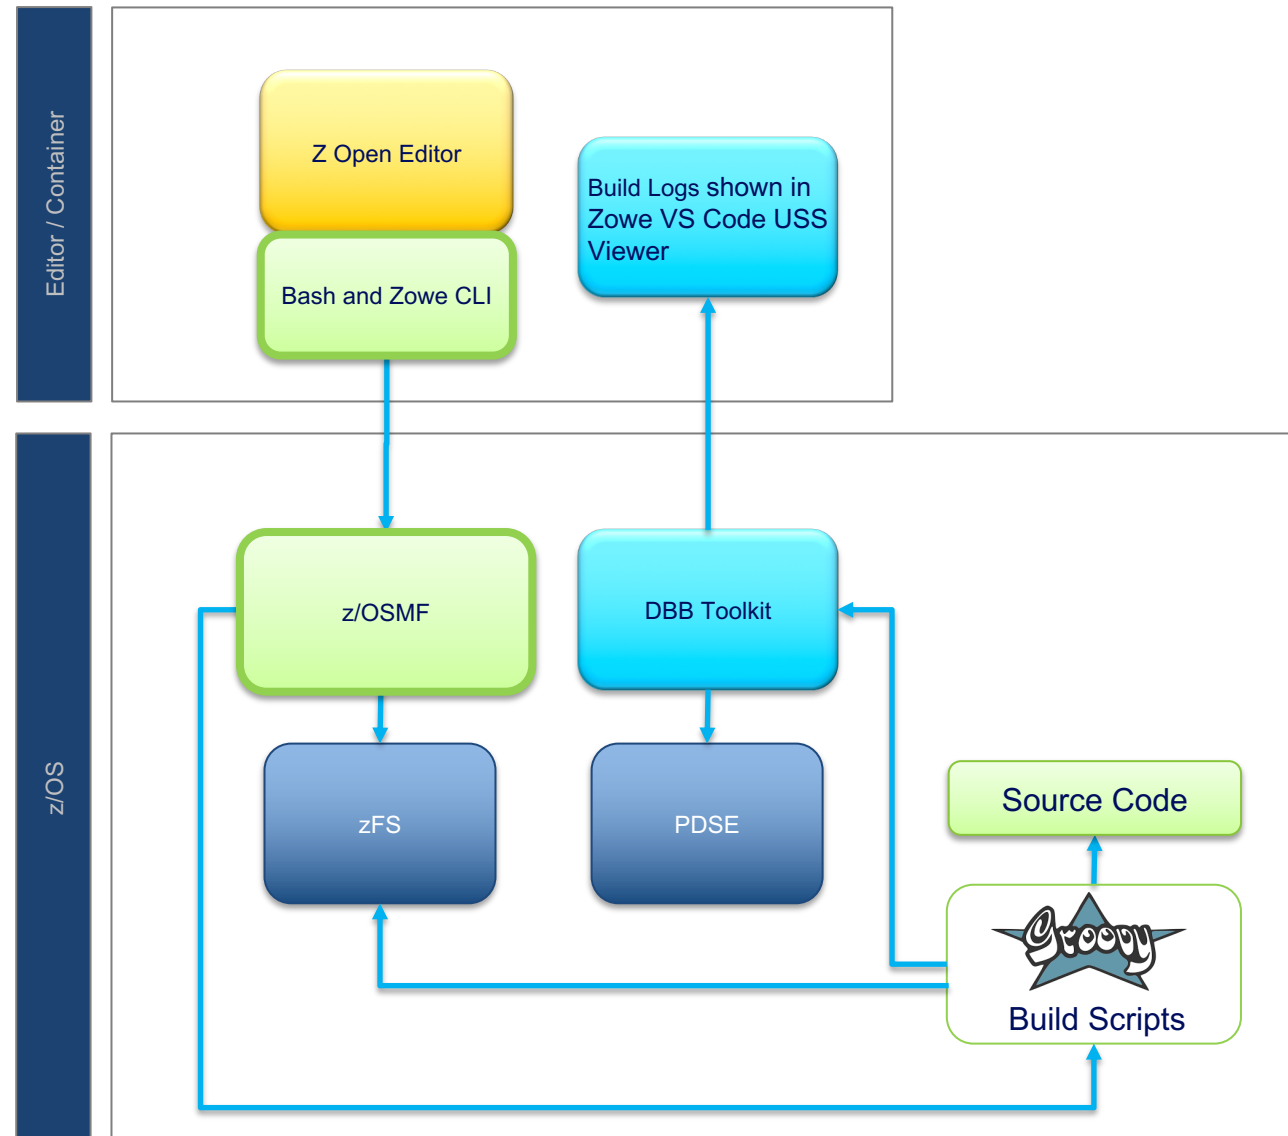 Editor / Container
Z Open Editor
Bash and Zowe CLI
Build Logs shown in
Zowe VS Code USS
Viewer
z/OS
z/OSMF
DBB Toolkit
zFS
PDSE
Source Code
Groovy
Build Scripts